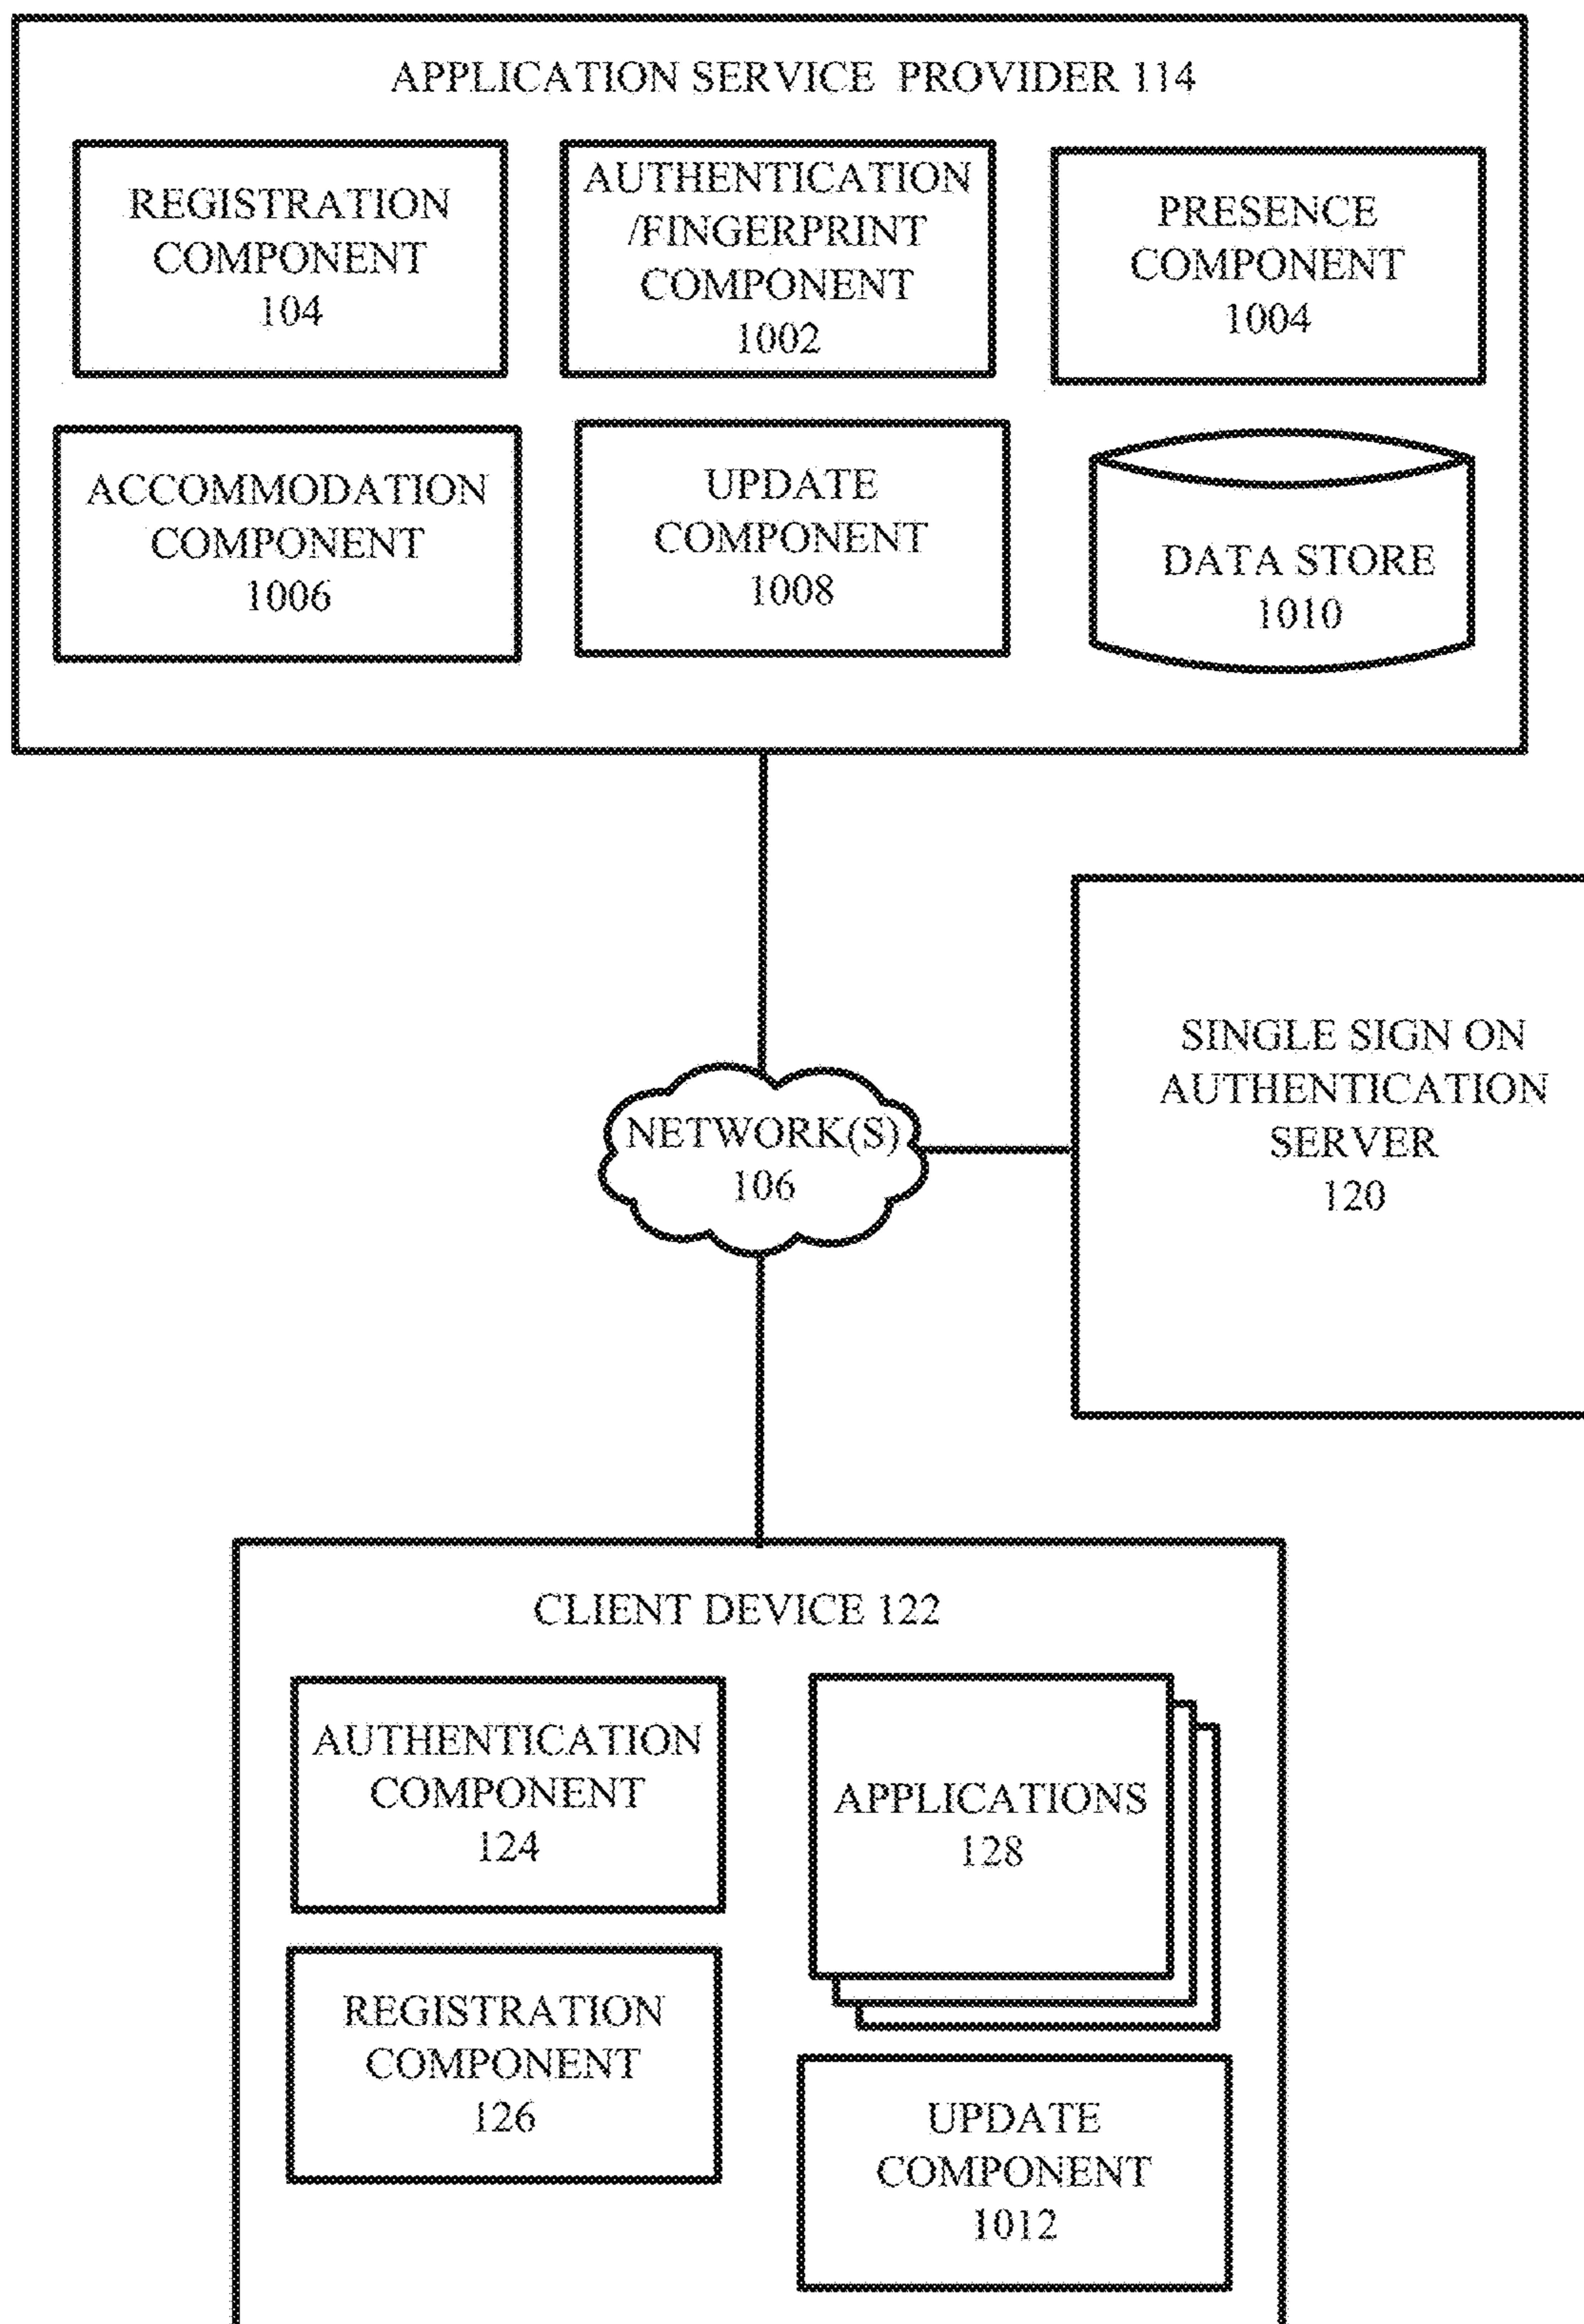 APPLICATION SERVICE PROVIDER 114
REGISTRATION
COMPONENT
104
AUTHENTICATION
/FINGERPRINT
COMPONENT
1002
PRESENCE
COMPONENT
1004
ACCOMMODATION
COMPONENT
1006
UPDATE
COMPONENT
1008
DATA STORE
1010
NETWORK(S)
106
SINGLE SIGN ON
AUTHENTICATION
SERVER
120
CLIENT DEVICE 122
AUTHENTICATION
COMPONENT
124
APPLICATIONS
128
REGISTRATION
COMPONENT
126
UPDATE
COMPONENT
1012